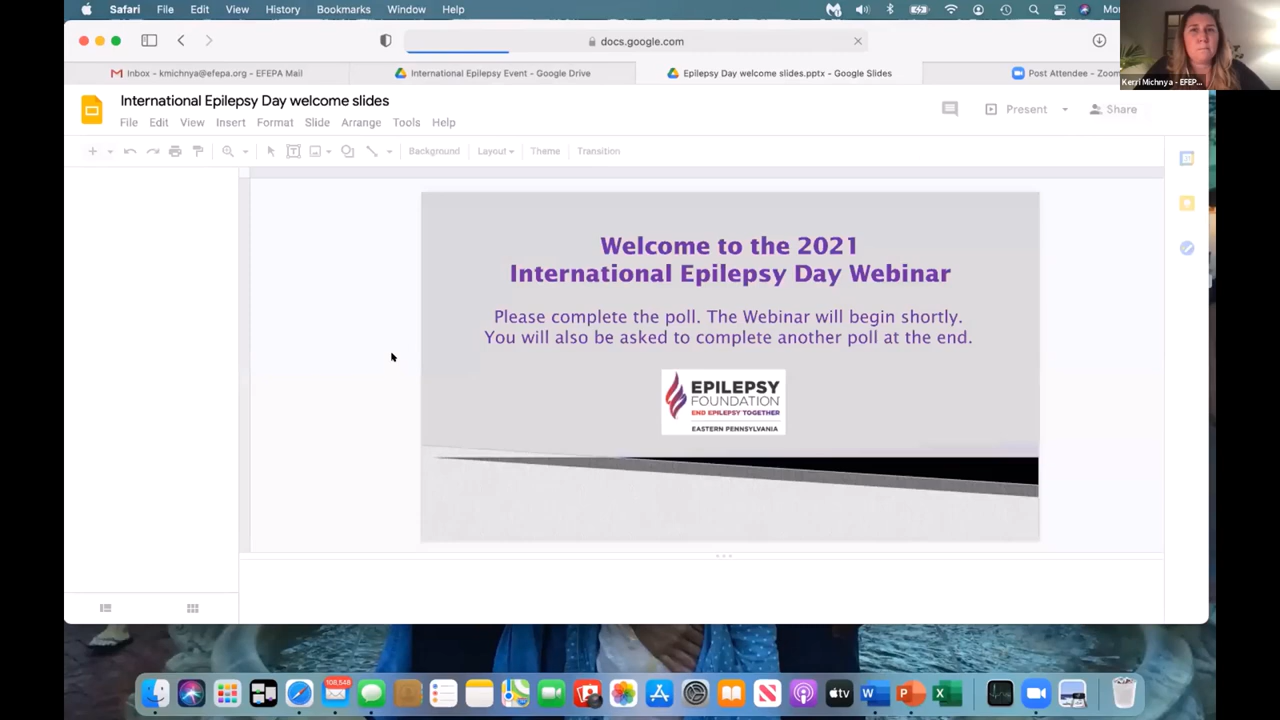 Safari File Edit View History Bookmarks Window Help
docs.google.com
Inbox - kmichnya@efepa.org - EFEPA Mail
International Epilepsy Event - Google Drive
Epilepsy Day welcome slides.pptx - Google Slides
Post Attendee - Zoom
Kerri Michnya - EFEP...
International Epilepsy Day welcome slides
Present
Share
File Edit View Insert Format Slide Arrange Tools Help
Background Layout Theme Transition
Welcome to the 2021
International Epilepsy Day Webinar
Please complete the poll. The Webinar will begin shortly.
You will also be asked to complete another poll at the end.
EPILEPSY
FOUNDATION
END EPILEPSY TOGETHER
EASTERN PENNSYLVANIA
108,548